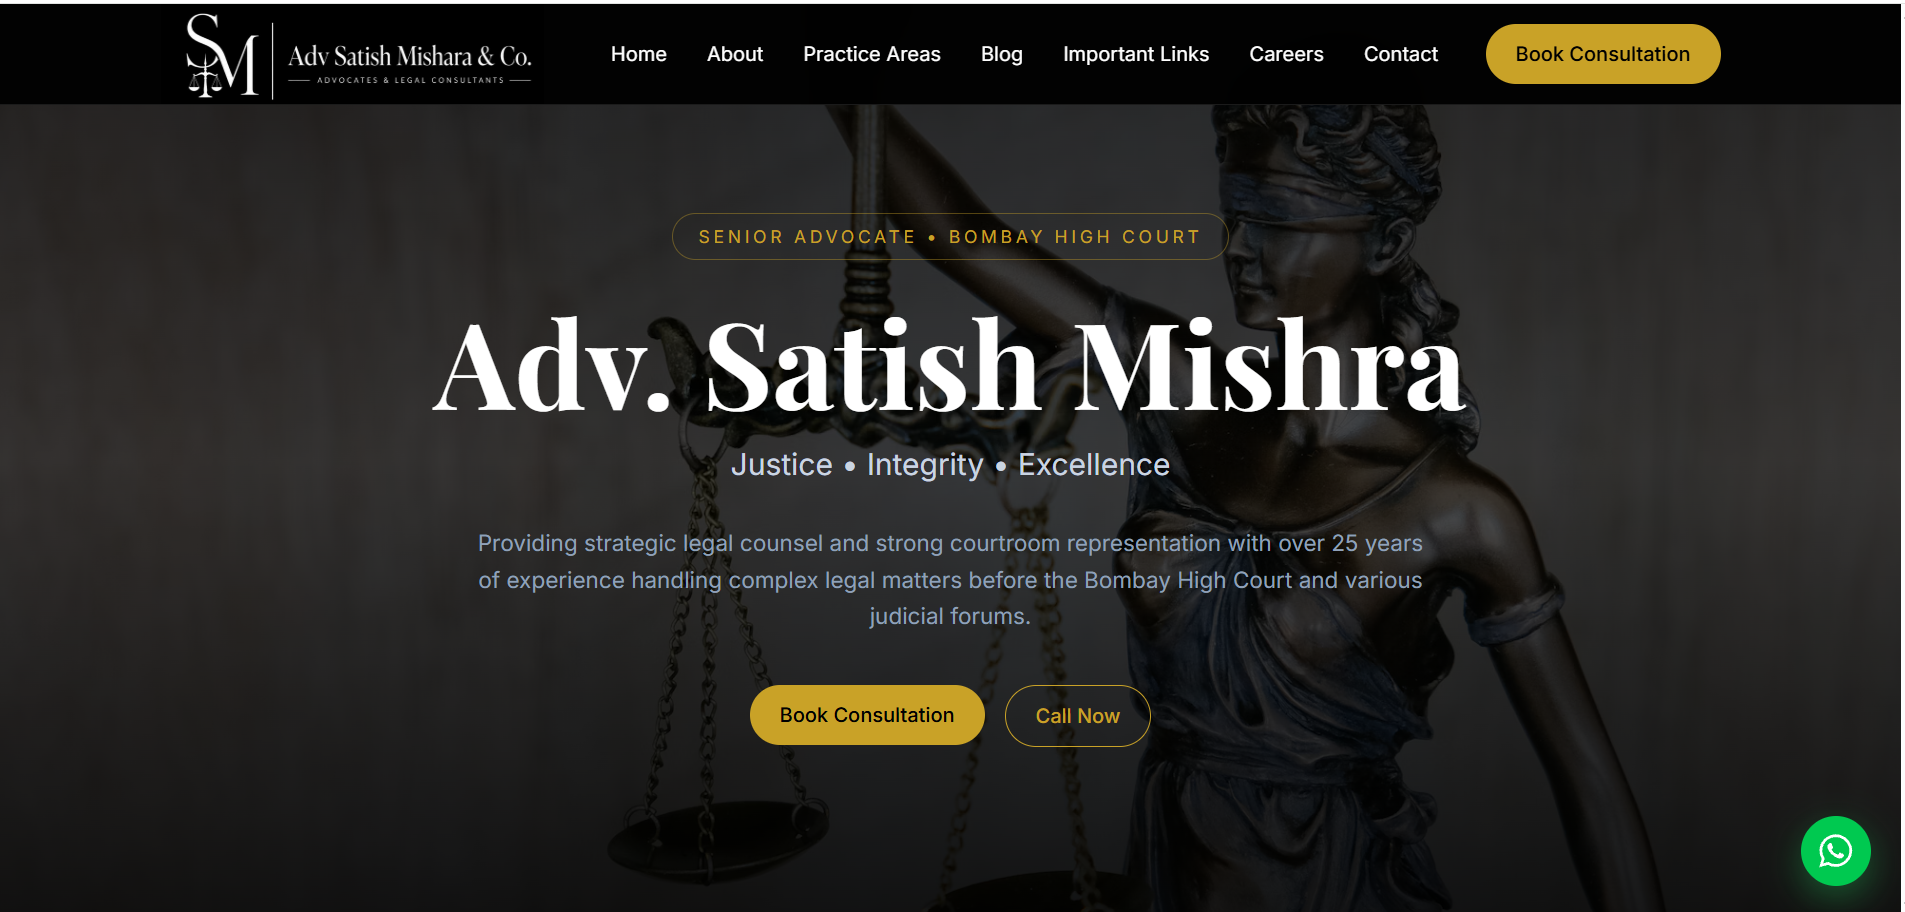 SM
Adv Satish Mishara & Co.
ADVOCATES & LEGAL CONSULTANTS
Home
About
Practice Areas
Blog
Important Links
Careers
Contact
Book Consultation
SENIOR ADVOCATE • BOMBAY HIGH COURT
Adv. Satish Mishra
Justice • Integrity • Excellence
Providing strategic legal counsel and strong courtroom representation with over 25 years
of experience handling complex legal matters before the Bombay High Court and various
judicial forums.
Book Consultation
Call Now